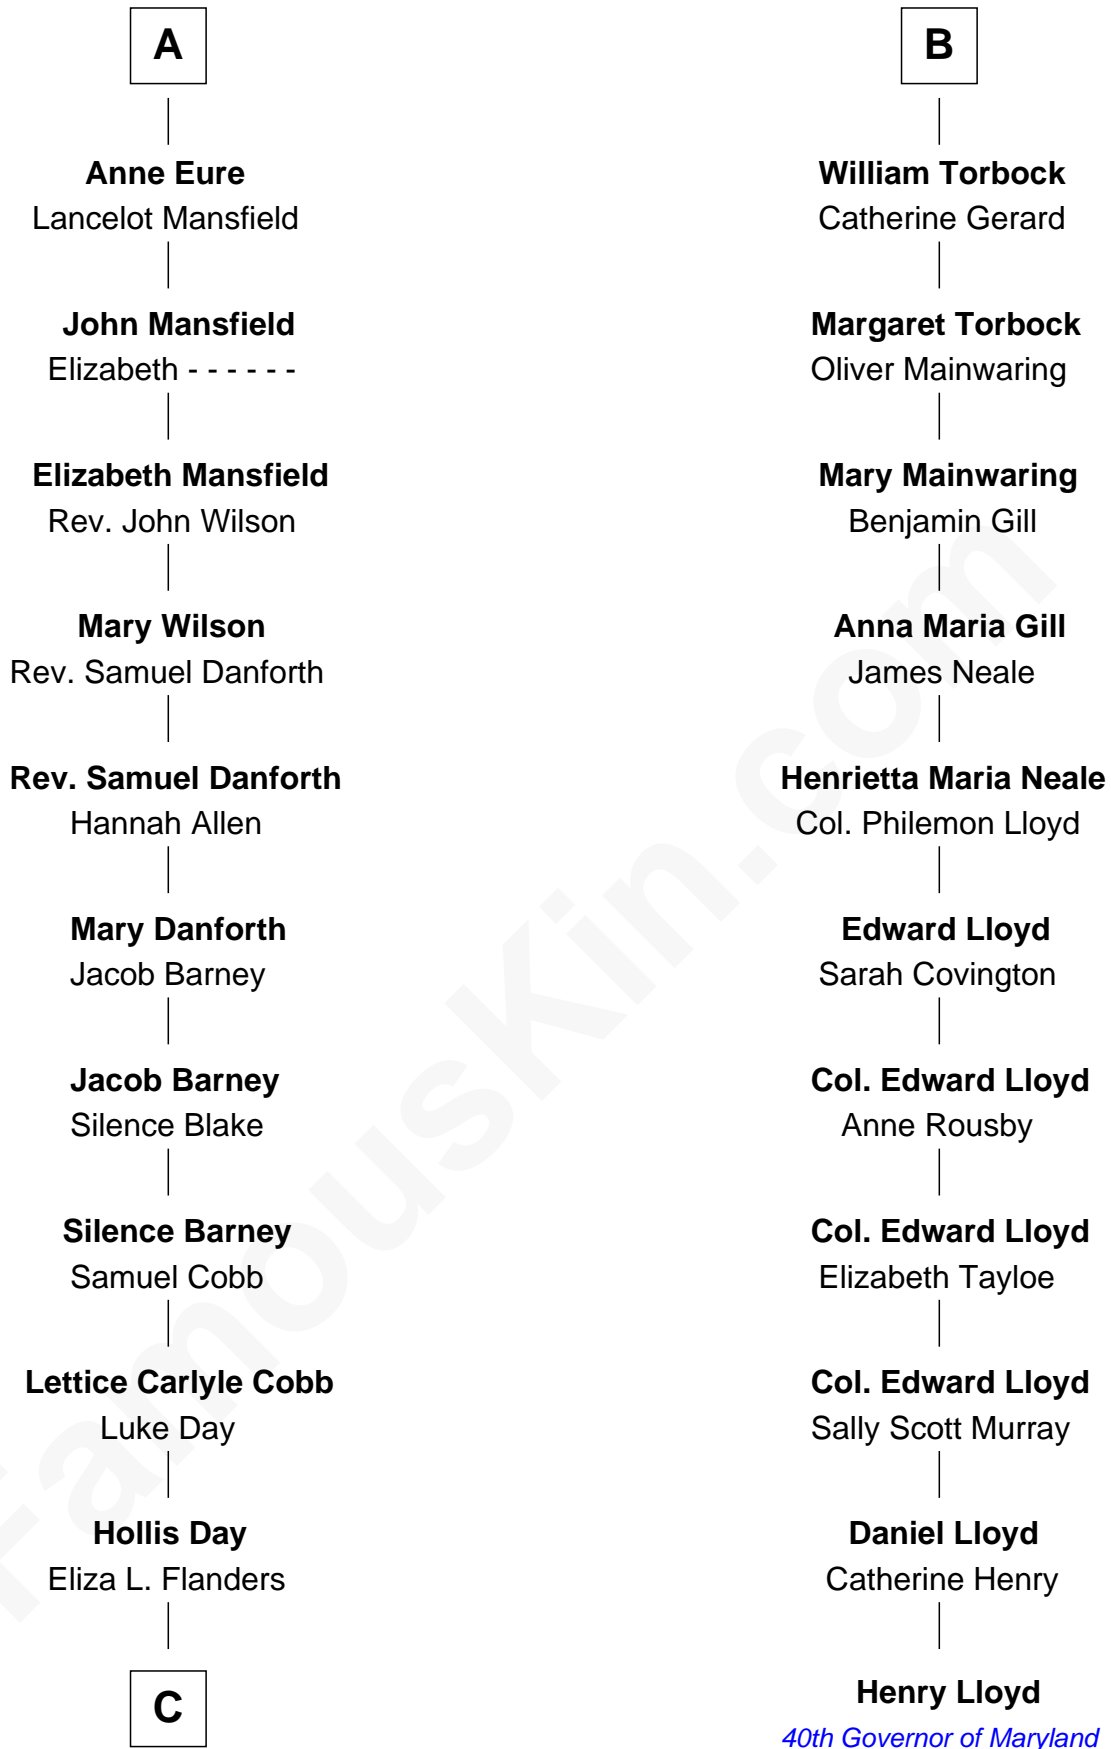 A
Anne Eure
Lancelot Mansfield
John Mansfield
Elizabeth - - - - - -
Elizabeth Mansfield
Rev. John Wilson
Mary Wilson
Rev. Samuel Danforth
Rev. Samuel Danforth
Hannah Allen
Mary Danforth
Jacob Barney
Jacob Barney
Silence Blake
Silence Barney
Samuel Cobb
Lettice Carlyle Cobb
Luke Day
Hollis Day
Eliza L. Flanders
C
B
William Torbock
Catherine Gerard
Margaret Torbock
Oliver Mainwaring
Mary Mainwaring
Benjamin Gill
Anna Maria Gill
James Neale
Henrietta Maria Neale
Col. Philemon Lloyd
Edward Lloyd
Sarah Covington
Col. Edward Lloyd
Anne Rousby
Col. Edward Lloyd
Elizabeth Tayloe
Col. Edward Lloyd
Sally Scott Murray
Daniel Lloyd
Catherine Henry
Henry Lloyd
40th Governor of Maryland
FamousKin.com